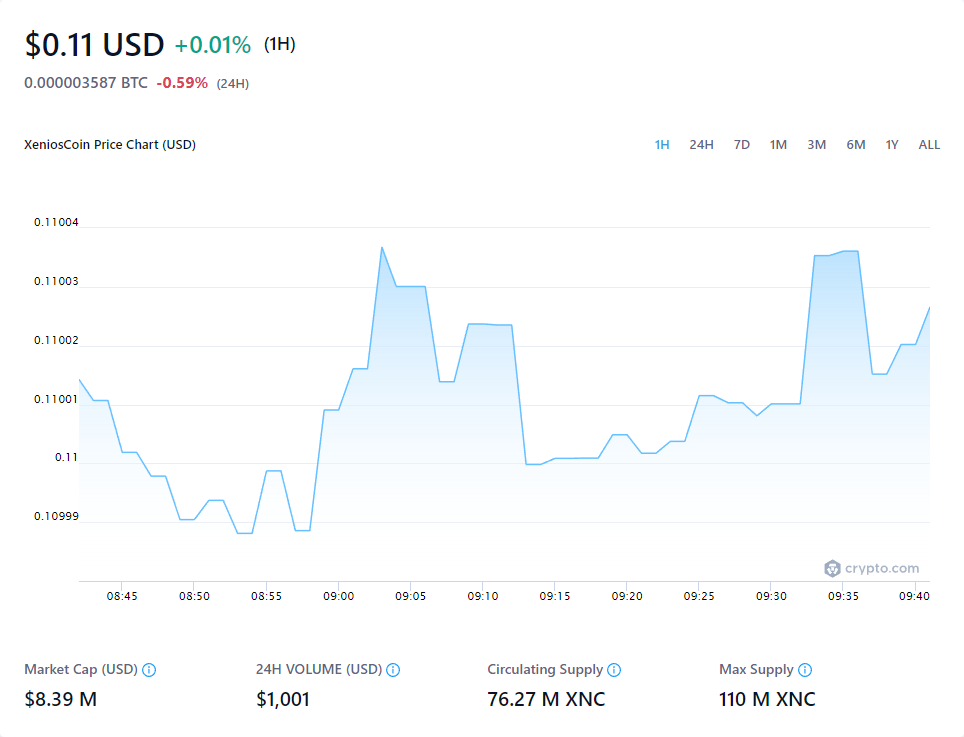 $0.11 USD +0.01% (1H)
0.000003587 BTC -0.59% (24H)
XeniosCoin Price Chart (USD) 1H 24H 7D 1M 3M 6M 1Y ALL
0.11004
0.11003
0.11002
0.11001
0.11
0.10999
crypto.com
08:45 08:50 08:55 09:00 09:05 09:10 09:15 09:20 09:25 09:30 09:35 09:40
Market Cap (USD) 24H VOLUME (USD) Circulating Supply Max Supply
$8.39 M $1,001 76.27 M XNC 110 M XNC